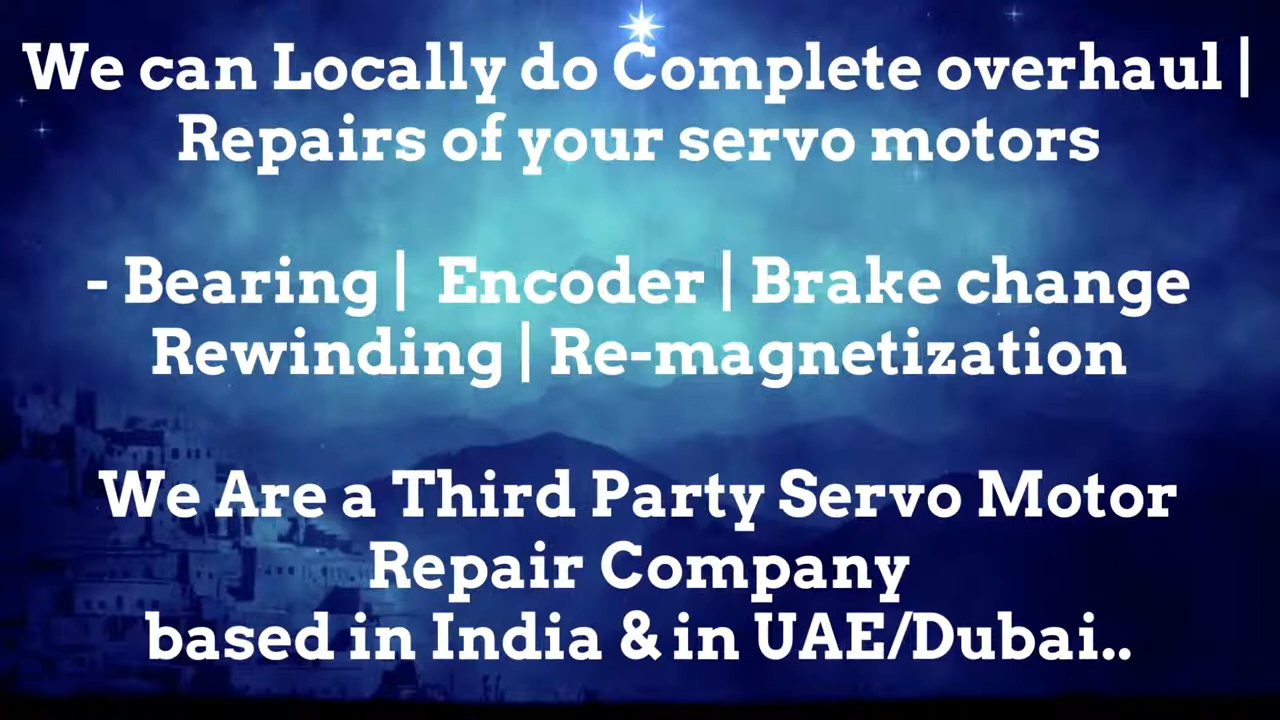 We can Locally do Complete overhaul |
Repairs of your servo motors
- Bearing | Encoder | Brake change
Rewinding | Re-magnetization
We Are a Third Party Servo Motor
Repair Company
based in India & in UAE/Dubai..